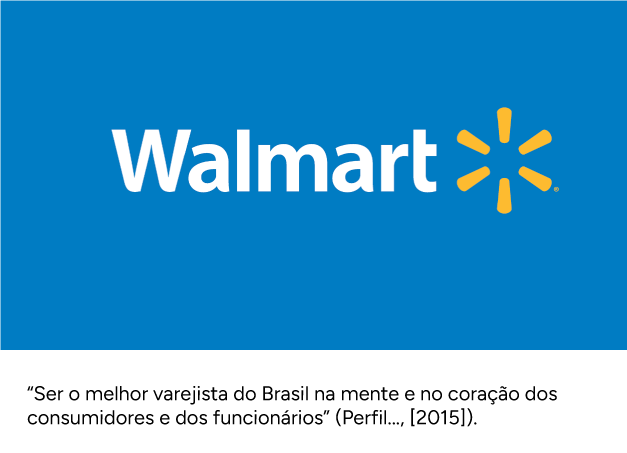 Walmart
“Ser o melhor varejista do Brasil na mente e no coração dos
consumidores e dos funcionários” (Perfil..., [2015]).